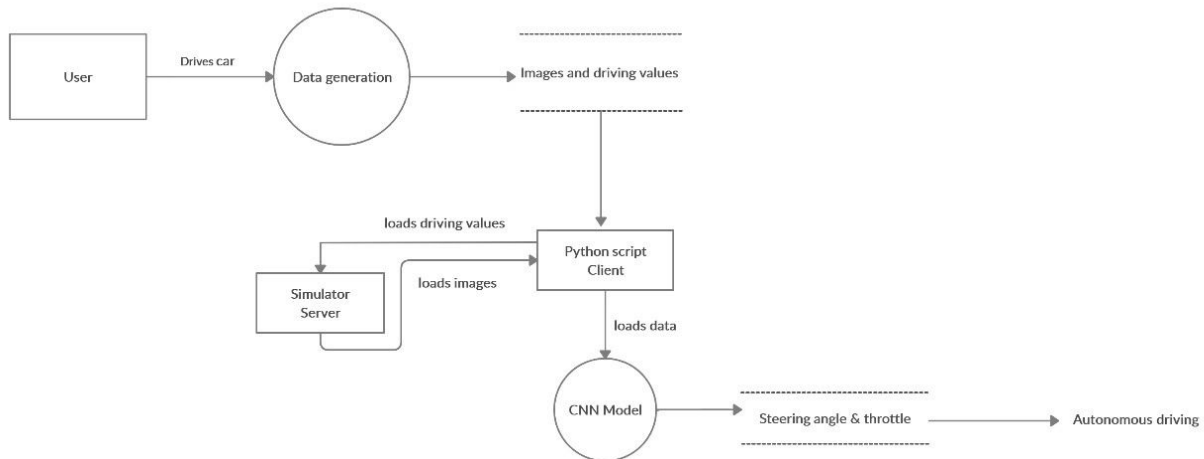 User
Drives car
Data generation
Images and driving values
loads driving values
Python script
Client
loads images
Simulator
Server
loads data
CNN Model
Steering angle & throttle
Autonomous driving